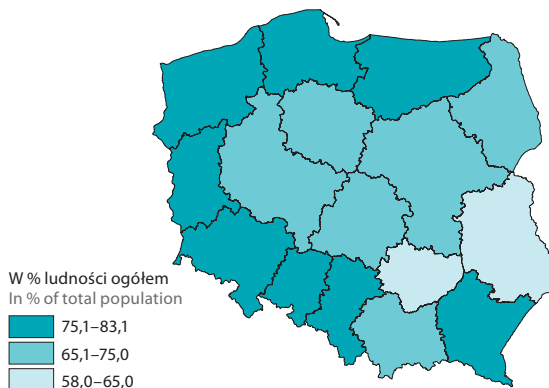 W % ludności ogółem
In % of total population
75,1–83,1
65,1–75,0
58,0–65,0